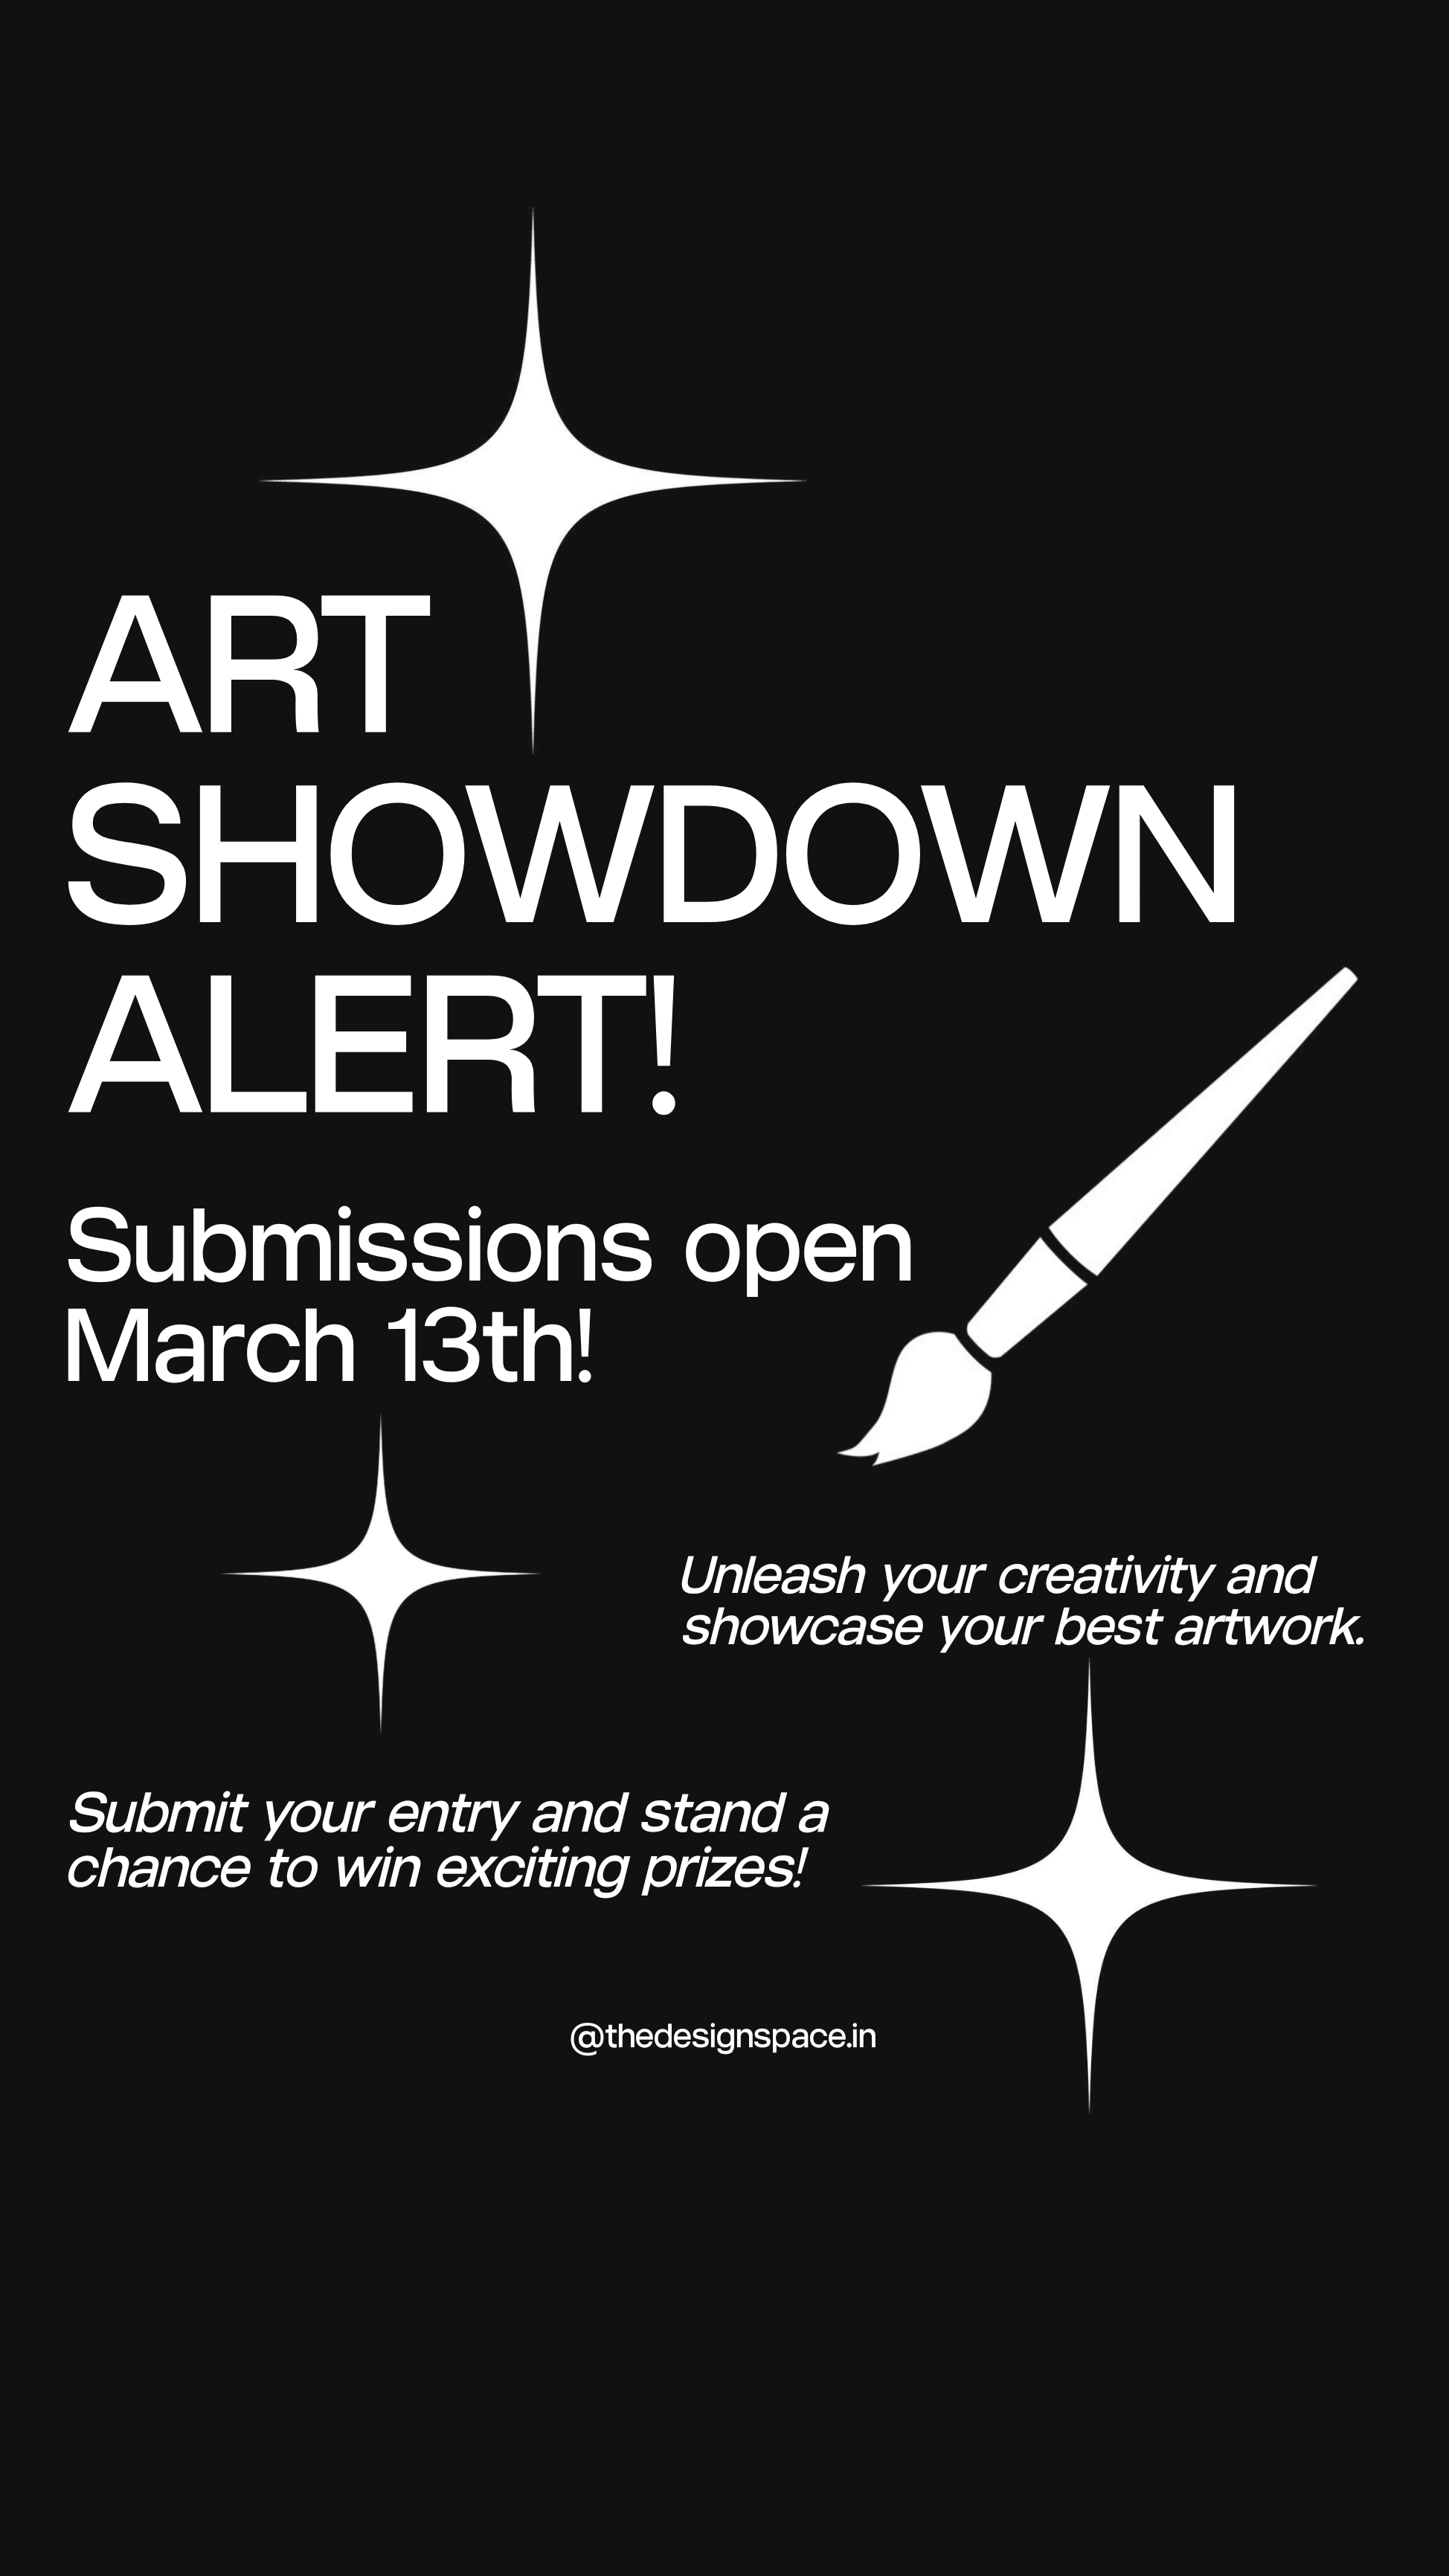 ART
SHOWDOWN
ALERT!
Submissions open
March 13th!
Unleash your creativity and
showcase your best artwork.
Submit your entry and stand a
chance to win exciting prizes!
@thedesignspace.in